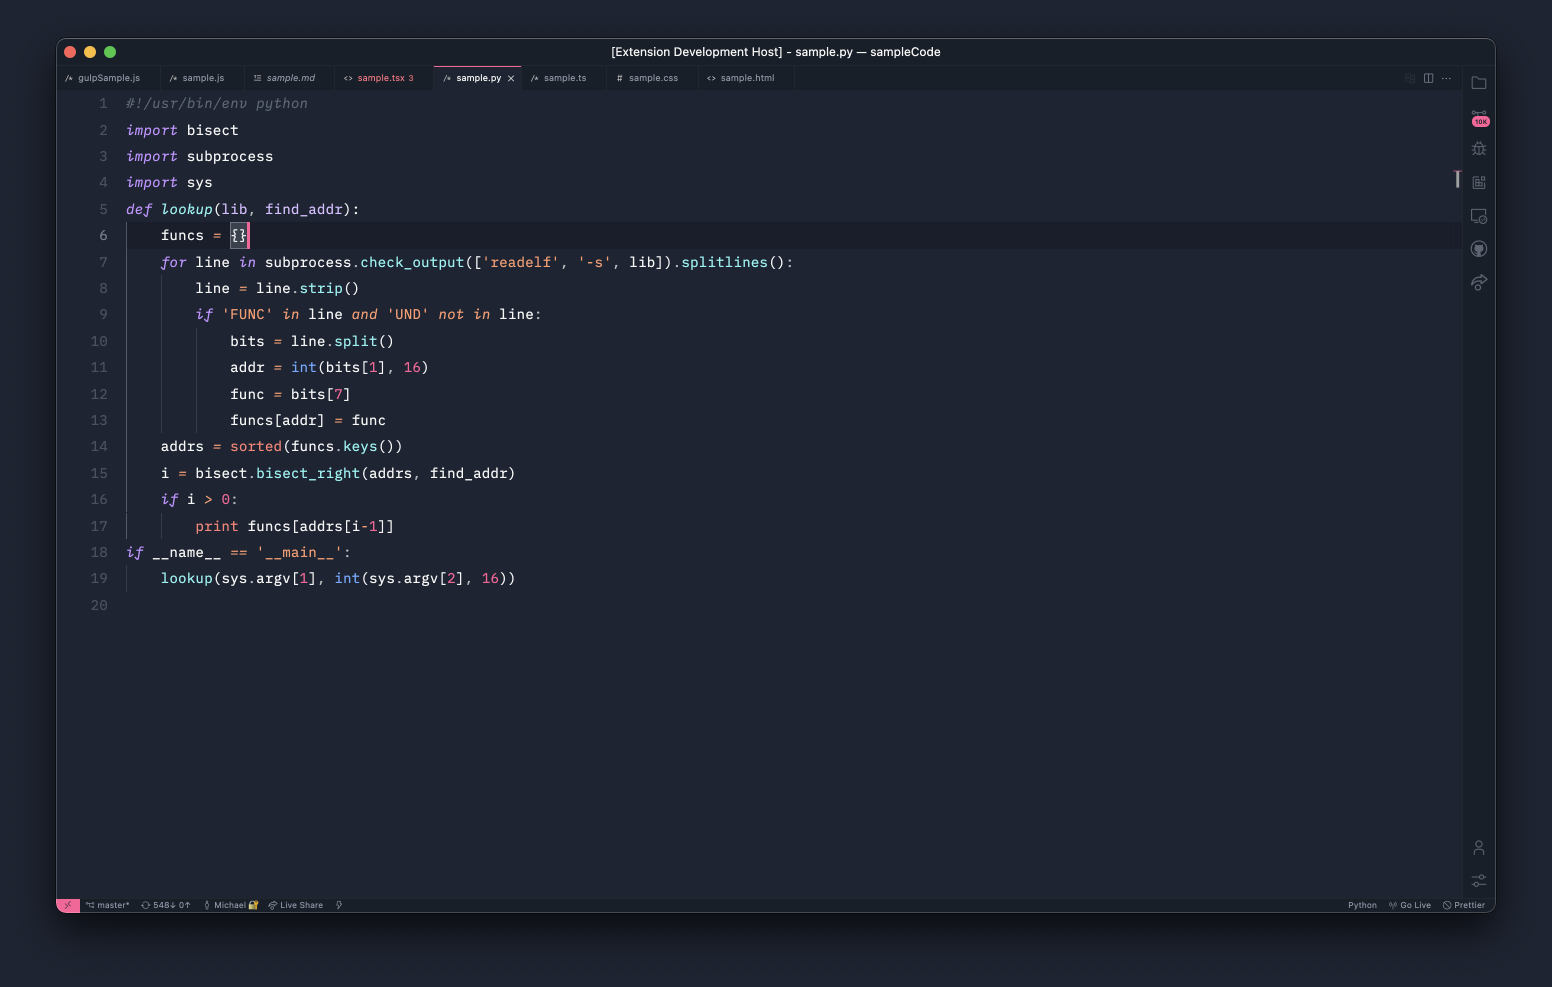 [Extension Development Host] - sample.py — sampleCode
gulpSample.js sample.js sample.md sample.tsx 3 sample.py sample.ts # sample.css <> sample.html
1 #!/usr/bin/env python
2 import bisect
3 import subprocess
4 import sys
5 def lookup(lib, find_addr):
6 funcs = {}
7 for line in subprocess.check_output(['readelf', '-s', lib]).splitlines():
8 line = line.strip()
9 if 'FUNC' in line and 'UND' not in line:
10 bits = line.split()
11 addr = int(bits[1], 16)
12 func = bits[7]
13 funcs[addr] = func
14 addrs = sorted(funcs.keys())
15 i = bisect.bisect_right(addrs, find_addr)
16 if i > 0:
17 print funcs[addrs[i-1]]
18 if __name__ == '__main__':
19 lookup(sys.argv[1], int(sys.argv[2], 16))
20
10K
master* 548↓ 0↑ Michael 🔐 Live Share Python Go Live Prettier